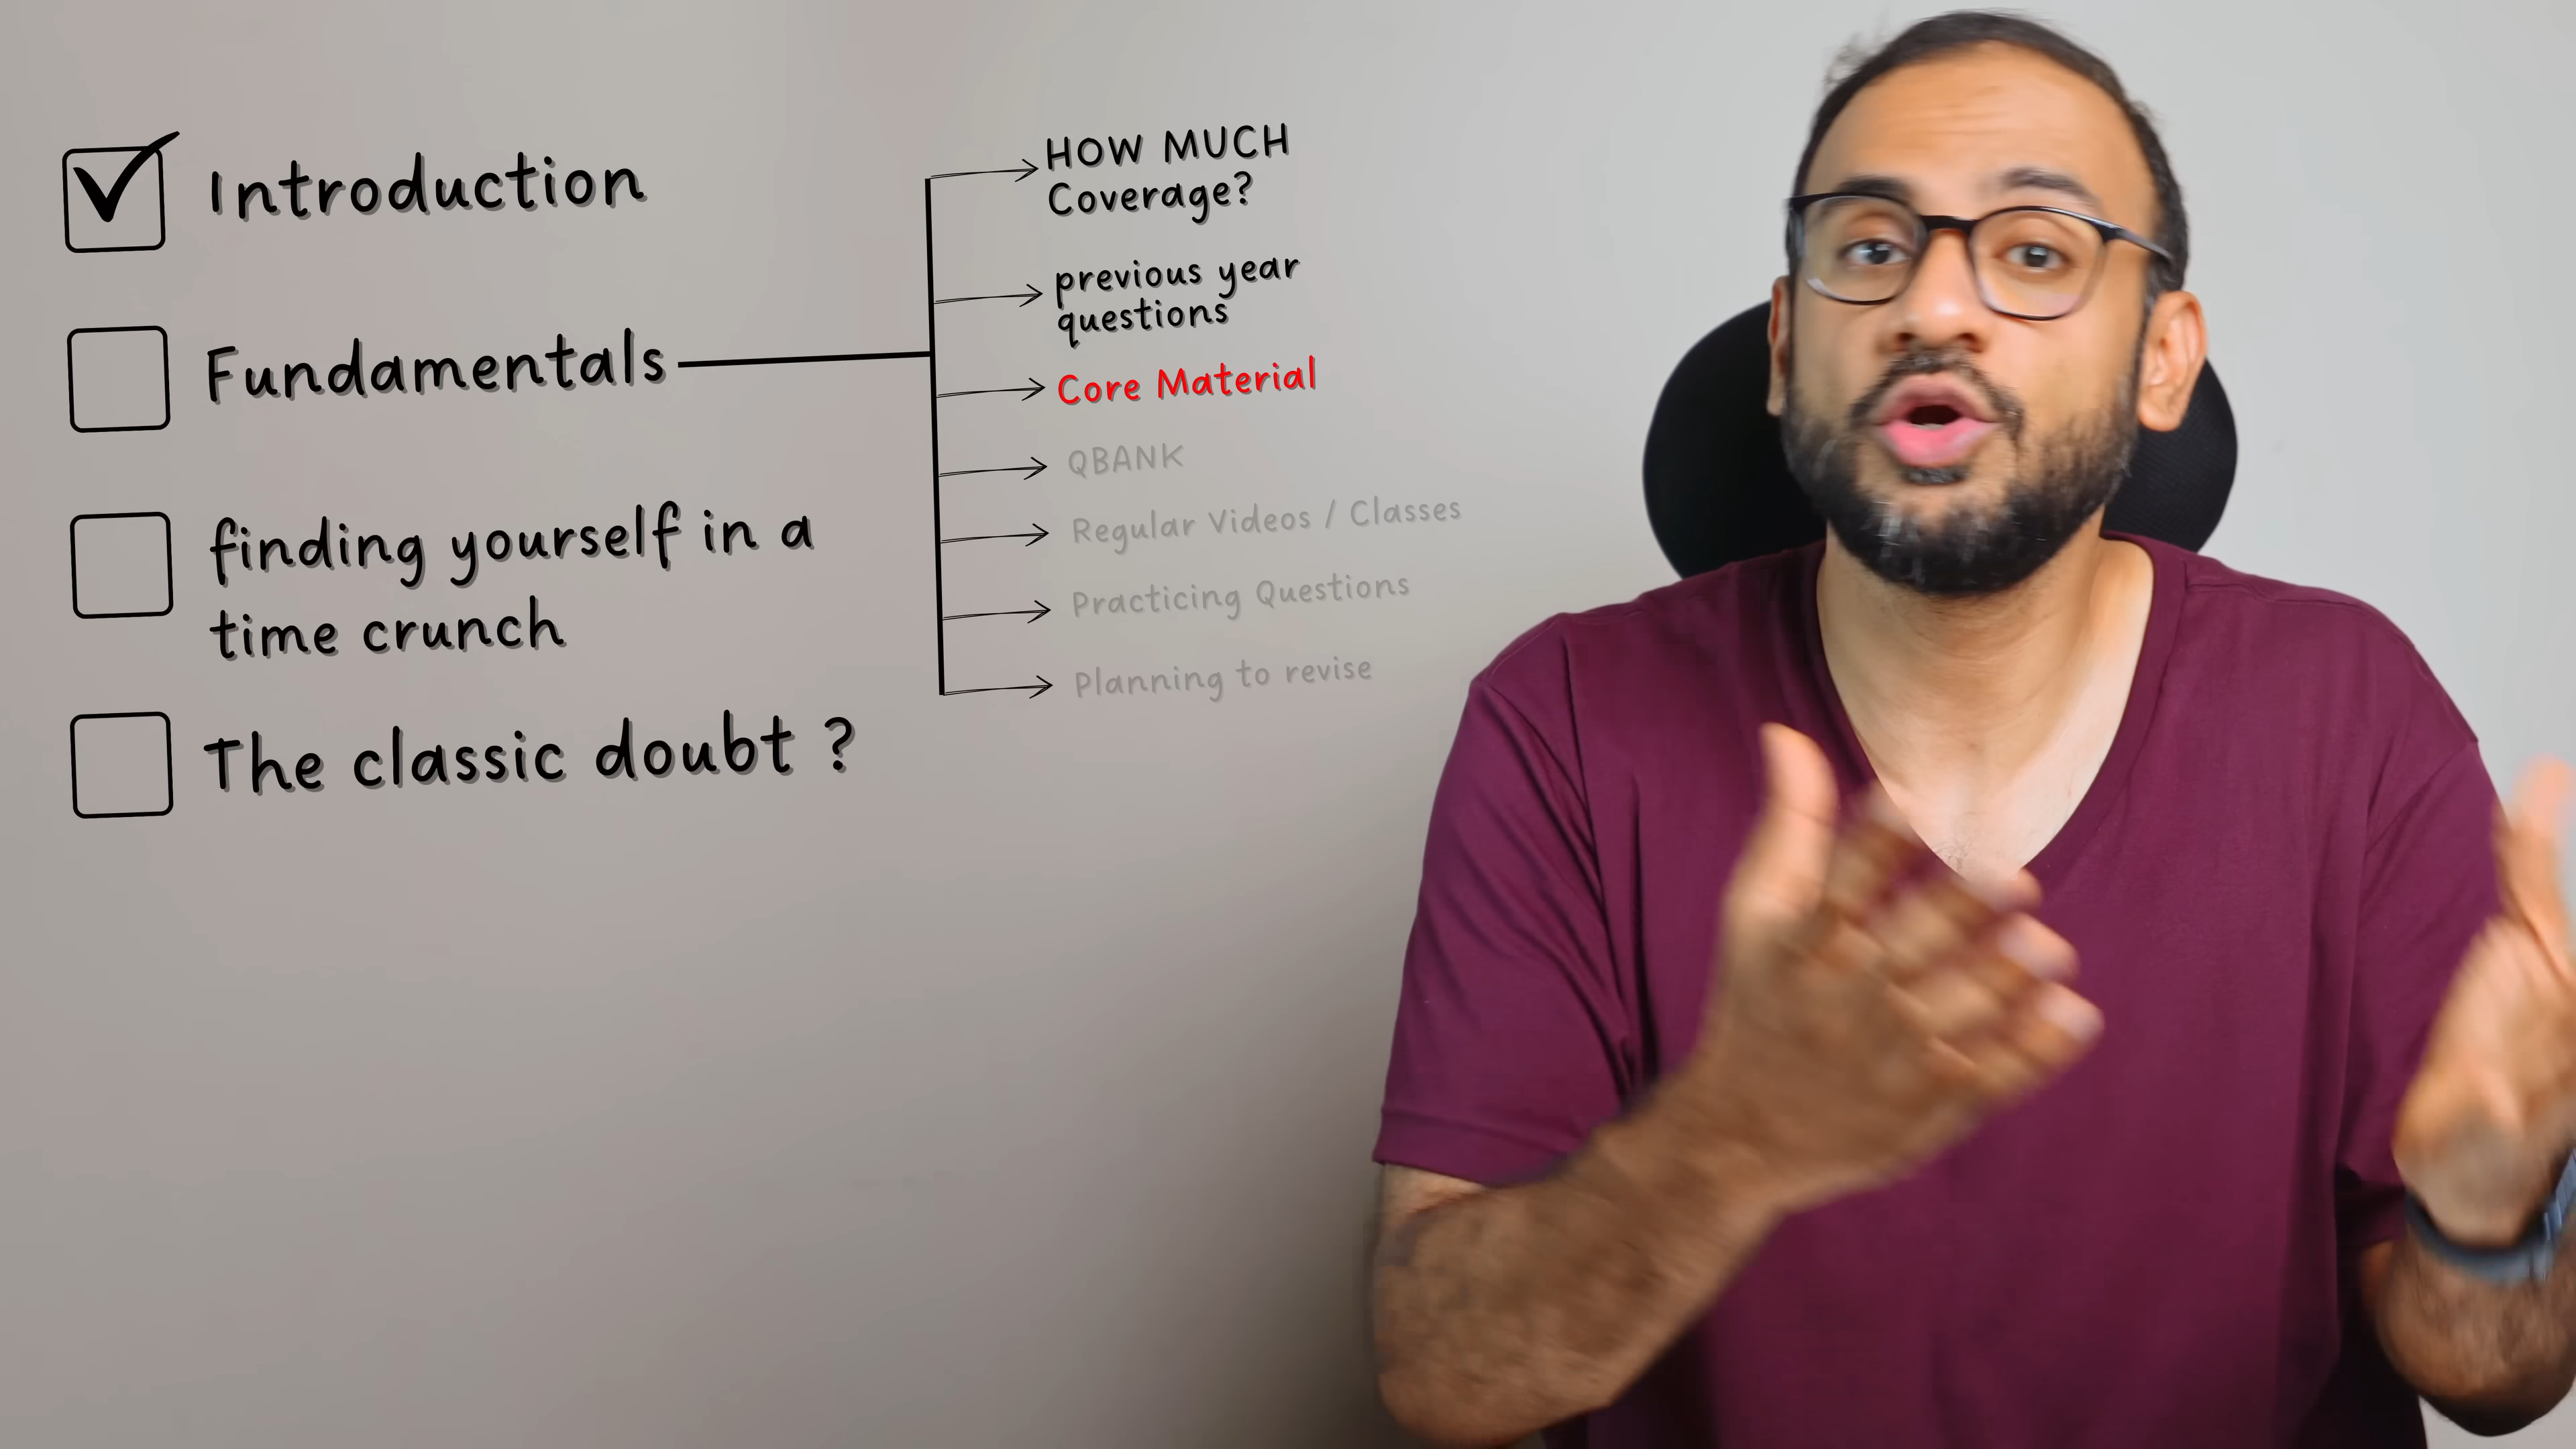 Introduction
Fundamentals
finding yourself in a
time crunch
The classic doubt ?
HOW MUCH
Coverage?
previous year
questions
Core Material
QBANK
Regular Videos / Classes
Practicing Questions
Planning to revise